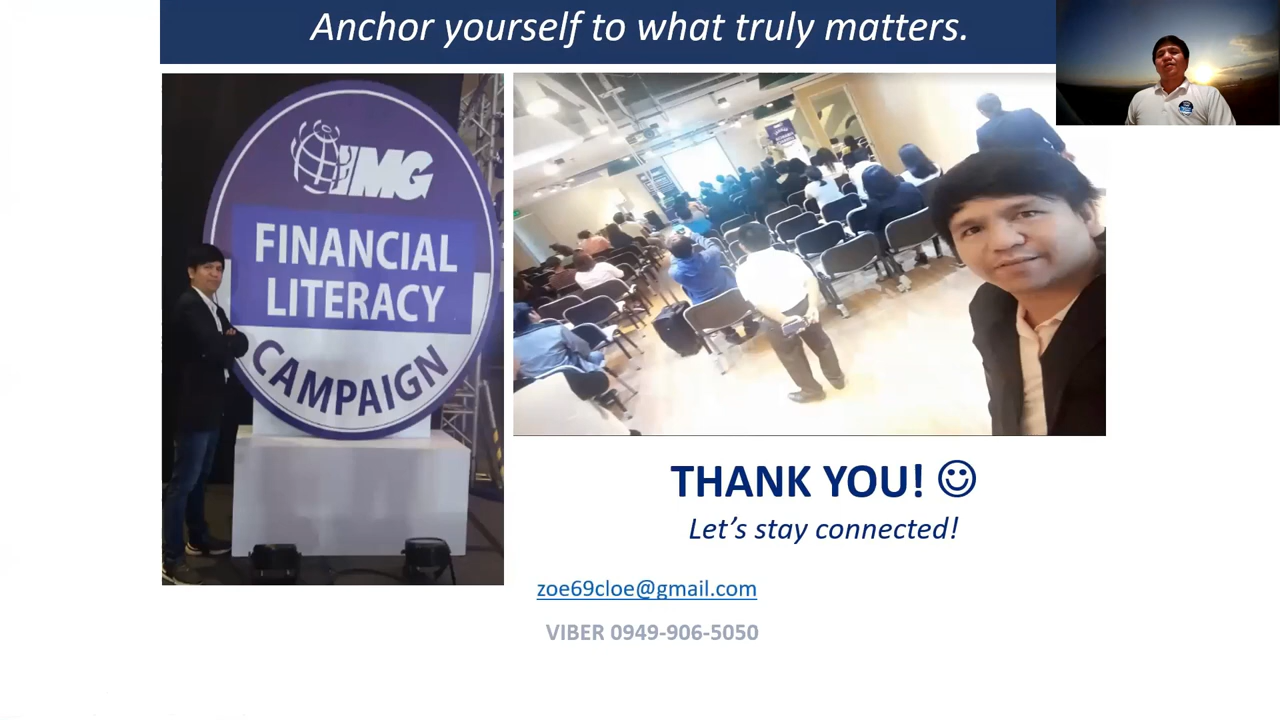 Anchor yourself to what truly matters.
IMG
FINANCIAL
LITERACY
CAMPAIGN
THANK YOU! ☺
Let's stay connected!
zoe69cloe@gmail.com
VIBER 0949-906-5050